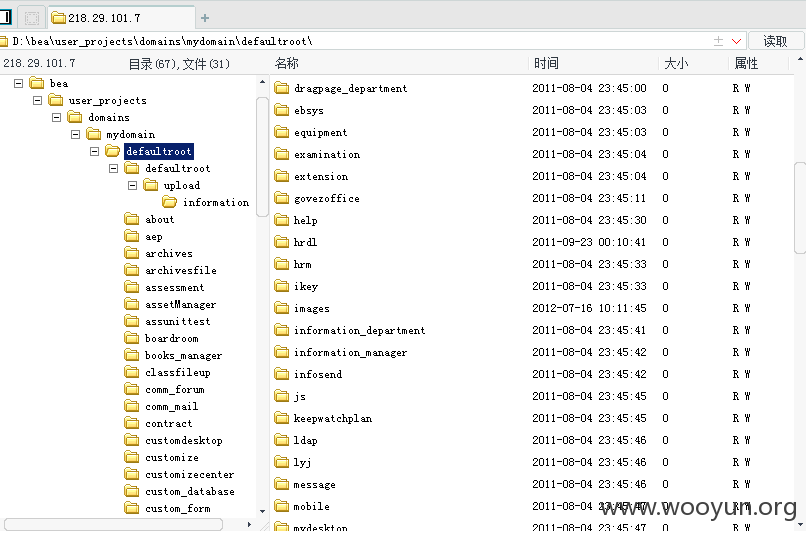 218.29.101.7
D:\bea\user_projects\domains\mydomain\defaultroot\ 读取
218.29.101.7 目录(67),文件(31) 名称 时间 大小 属性
bea
user_projects
domains
mydomain
defaultroot
defaultroot
upload
information
about
aep
archives
archivesfile
assessment
assetManager
assunittest
boardroom
books_manager
classfileup
comm_forum
comm_mail
contract
customdesktop
customize
customizecenter
custom_database
custom_form
dragpage_department 2011-08-04 23:45:00 0 R W
ebsys 2011-08-04 23:45:03 0 R W
equipment 2011-08-04 23:45:03 0 R W
examination 2011-08-04 23:45:04 0 R W
extension 2011-08-04 23:45:04 0 R W
govezoffice 2011-08-04 23:45:11 0 R W
help 2011-08-04 23:45:30 0 R W
hrdl 2011-09-23 00:10:41 0 R W
hrm 2011-08-04 23:45:33 0 R W
ikey 2011-08-04 23:45:33 0 R W
images 2012-07-16 10:11:45 0 R W
information_department 2011-08-04 23:45:41 0 R W
information_manager 2011-08-04 23:45:42 0 R W
infosend 2011-08-04 23:45:42 0 R W
js 2011-08-04 23:45:45 0 R W
keepwatchplan 2011-08-04 23:45:45 0 R W
ldap 2011-08-04 23:45:46 0 R W
lyj 2011-08-04 23:45:46 0 R W
message 2011-08-04 23:45:46 0 R W
mobile 2011-08-04 23:45:47 0 R W
mydesktop 2011-08-04 23:45:47 0 R W
www.wooyun.org